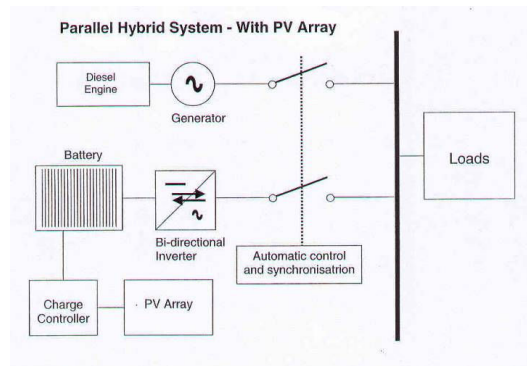 Parallel Hybrid System - With PV Array
Diesel
Engine
Generator
Battery
Bi-directional
Inverter
Automatic control
and synchronisatrion
Loads
Charge
Controller
PV Array